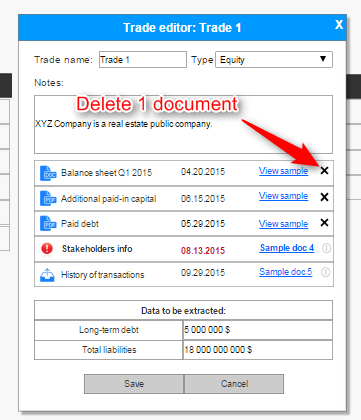 Trade editor: Trade 1 X
Trade name: Trade 1 Type Equity
Notes:
Delete 1 document
XYZ Company is a real estate public company.
DOC Balance sheet Q1 2015 04.20.2015 View sample X
PDF Additional paid-in capital 06.15.2015 View sample X
PDF Paid debt 05.29.2015 View sample X
Stakeholders info 08.13.2015 Sample doc 4
History of transactions 09.29.2015 Sample doc 5
Data to be extracted:
Long-term debt 5 000 000 $
Total liabilities 18 000 000 000 $
Save Cancel